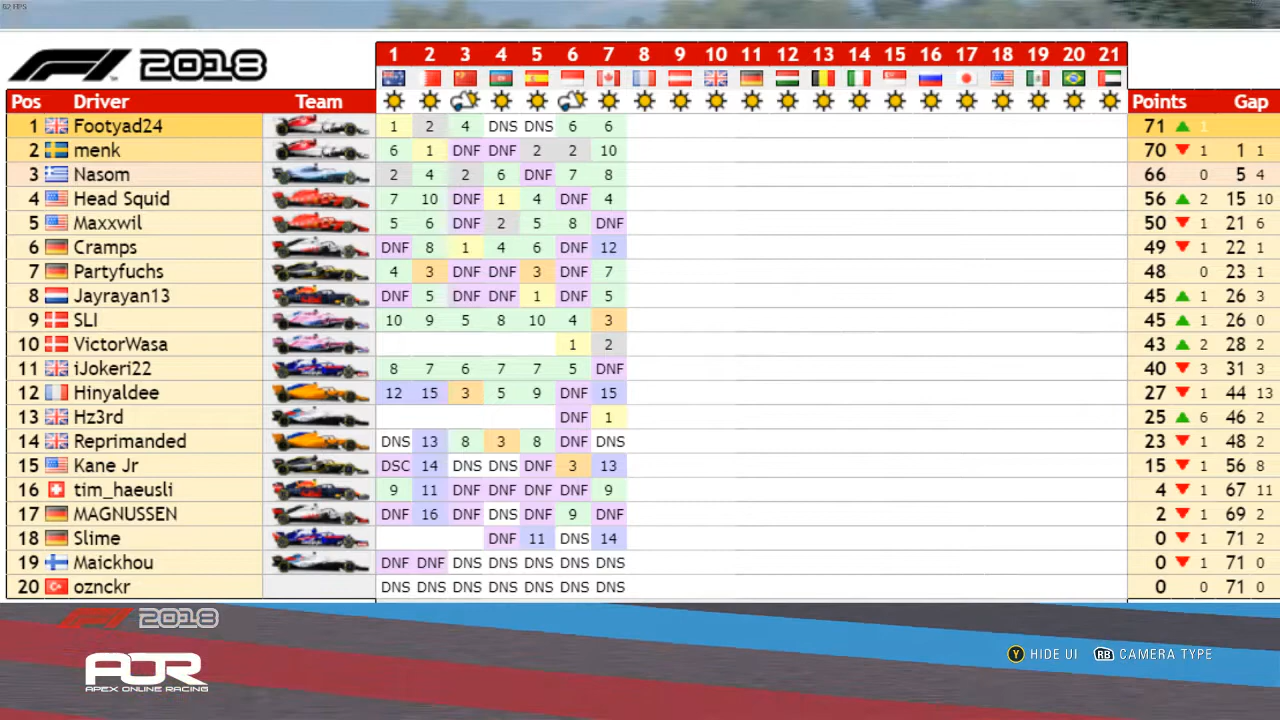 62 FPS
F1 2018
1 2 3 4 5 6 7 8 9 10 11 12 13 14 15 16 17 18 19 20 21
Pos Driver Team Points Gap
1 Footyad24 1 2 4 DNS DNS 6 6 71 1
2 menk 6 1 DNF DNF 2 2 10 70 1 1 1
3 Nasom 2 4 2 6 DNF 7 8 66 0 5 4
4 Head Squid 7 10 DNF 1 4 DNF 4 56 2 15 10
5 Maxxwil 5 6 DNF 2 5 8 DNF 50 1 21 6
6 Cramps DNF 8 1 4 6 DNF 12 49 1 22 1
7 Partyfuchs 4 3 DNF DNF 3 DNF 7 48 0 23 1
8 Jayrayan13 DNF 5 DNF DNF 1 DNF 5 45 1 26 3
9 SLI 10 9 5 8 10 4 3 45 1 26 0
10 VictorWasa 1 2 43 2 28 2
11 iJokeri22 8 7 6 7 7 5 DNF 40 3 31 3
12 Hinyaldee 12 15 3 5 9 DNF 15 27 1 44 13
13 Hz3rd DNF 1 25 6 46 2
14 Reprimanded DNS 13 8 3 8 DNF DNS 23 1 48 2
15 Kane Jr DSC 14 DNS DNS DNF 3 13 15 1 56 8
16 tim_haeusli 9 11 DNF DNF DNF DNF 9 4 1 67 11
17 MAGNUSSEN DNF 16 DNF DNS DNF 9 DNF 2 1 69 2
18 Slime DNF 11 DNS 14 0 1 71 2
19 Maickhou DNF DNF DNS DNS DNS DNS DNS 0 1 71 0
20 oznckr DNS DNS DNS DNS DNS DNS DNS 0 0 71 0
F1 2018
Y HIDE UI RB CAMERA TYPE
AOR
APEX ONLINE RACING